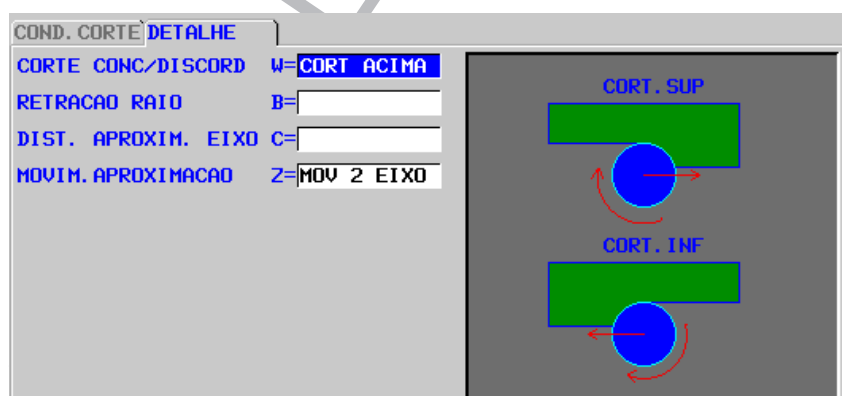 COND. CORTE DETALHE
CORTE CONC/DISCORD W=CORT ACIMA
RETRACAO RAIO B=
DIST. APROXIM. EIXO C=
MOVIM.APROXIMACAO Z=MOV 2 EIXO
CORT.SUP
CORT.INF